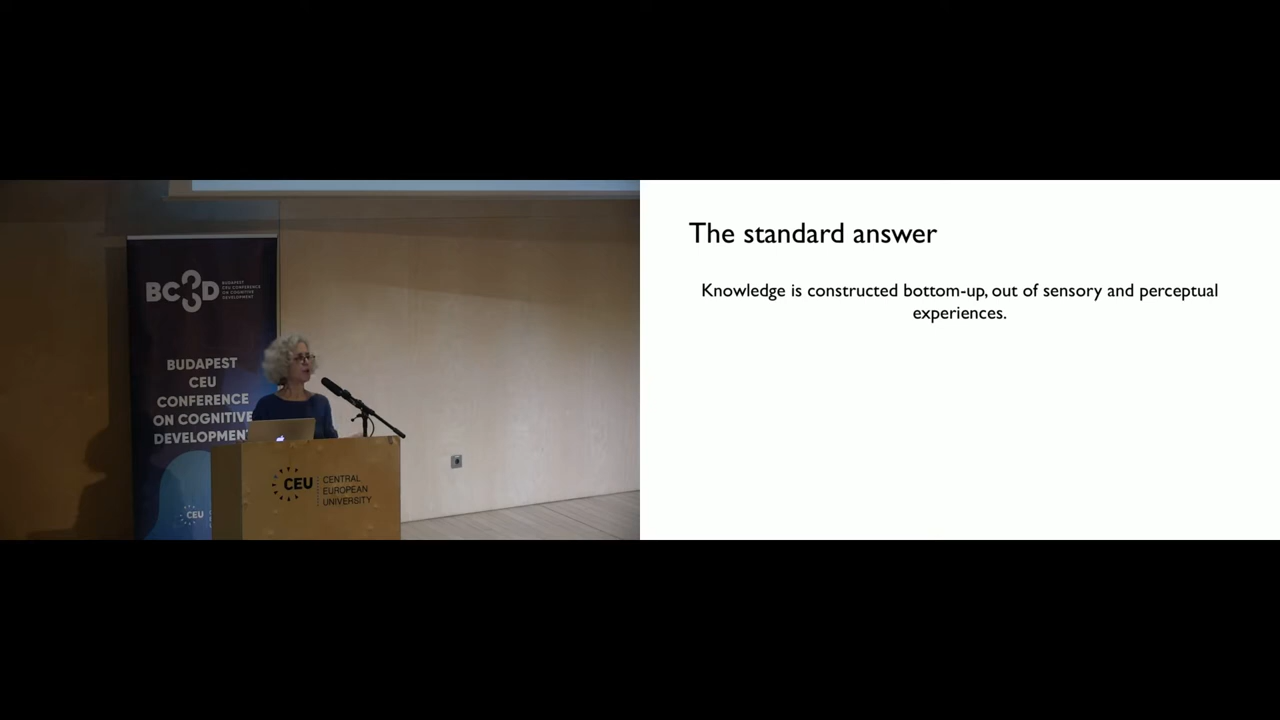 BC3D BUDAPEST
CEU CONFERENCE
ON COGNITIVE
DEVELOPMENT
BUDAPEST
CEU
CONFERENCE
ON COGNITIVE
DEVELOPMENT
CEU
CEU
CENTRAL
EUROPEAN
UNIVERSITY
The standard answer
Knowledge is constructed bottom-up, out of sensory and perceptual
experiences.